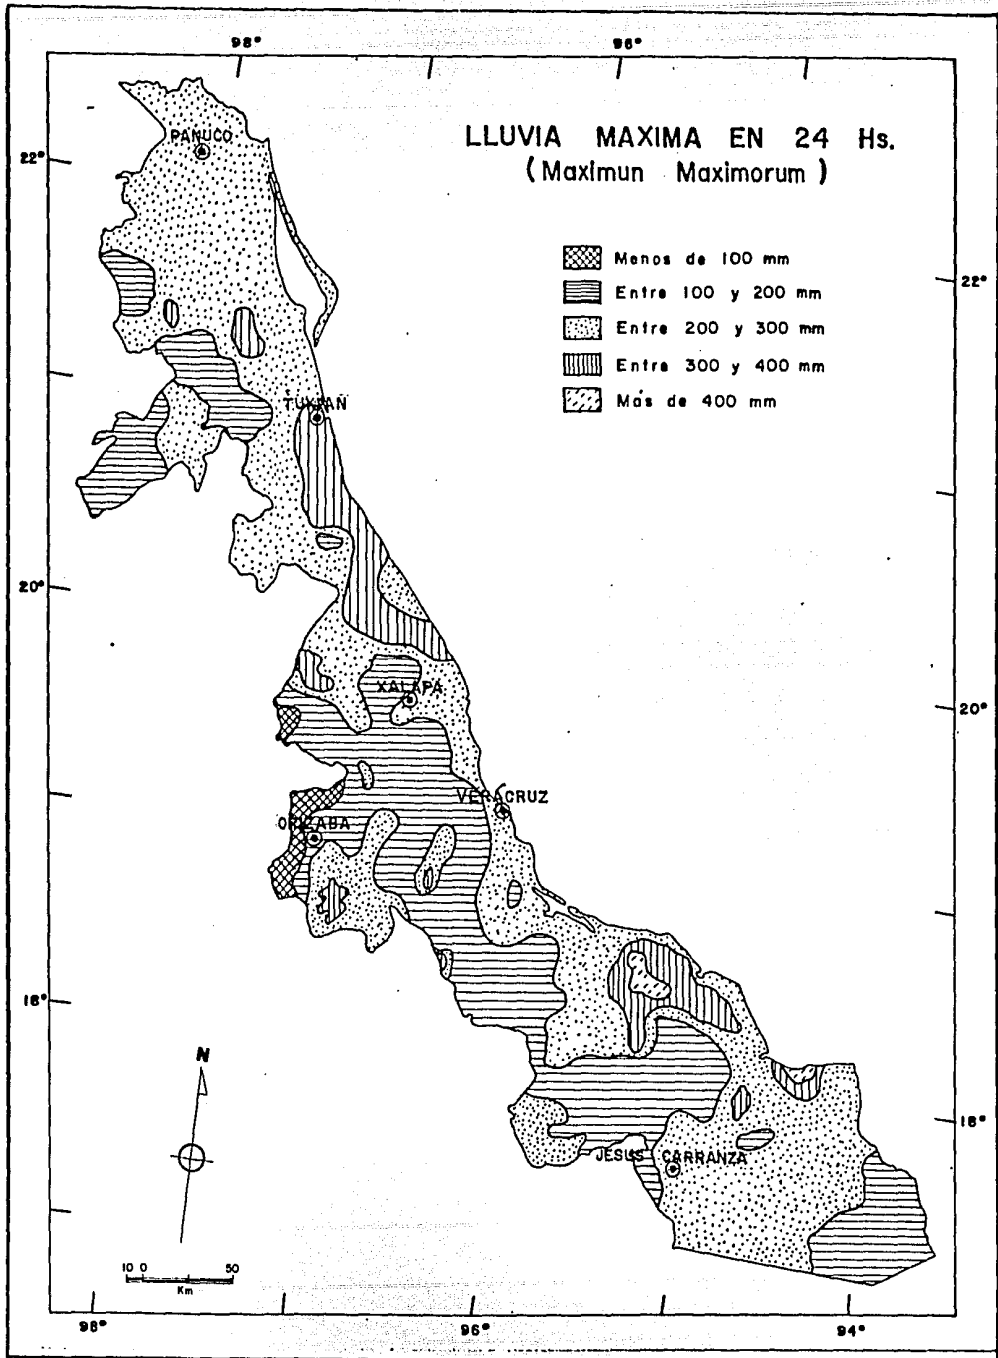 98° 96°
LLUVIA MAXIMA EN 24 Hs.
(Maximun Maximorum)
PANUCO
22°
Menos de 100 mm
22°
Entre 100 y 200 mm
Entre 200 y 300 mm
Entre 300 y 400 mm
Más de 400 mm
TUXPAN
20°
XALAPA
20°
VERACRUZ
ORIZABA
18°
N
18°
JESUS CARRANZA
10 0 50
Km
98° 96° 94°